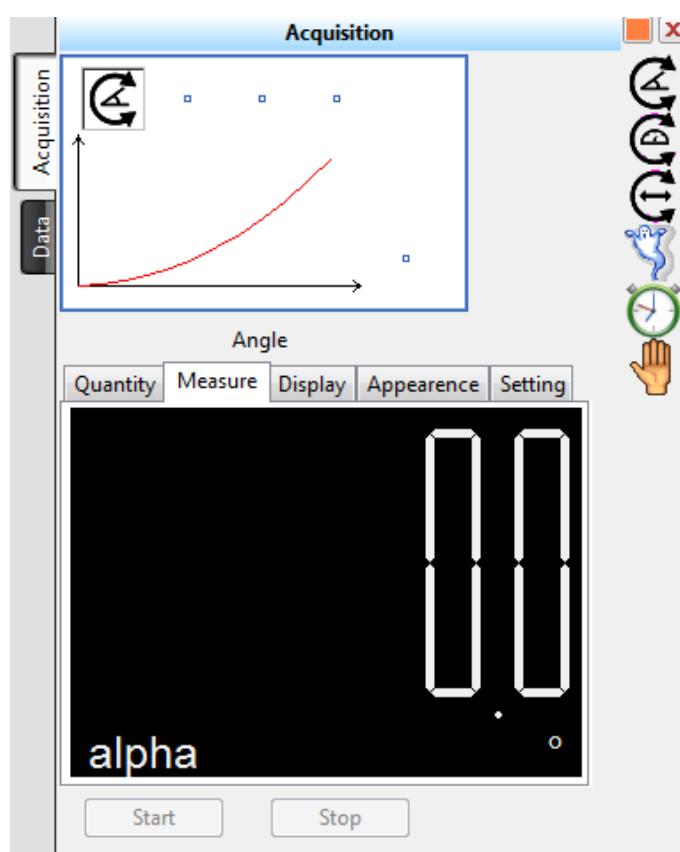 Acquisition
Acquisition
Data
Angle
Quantity Measure Display Appearence Setting
0.0
alpha o
Start Stop